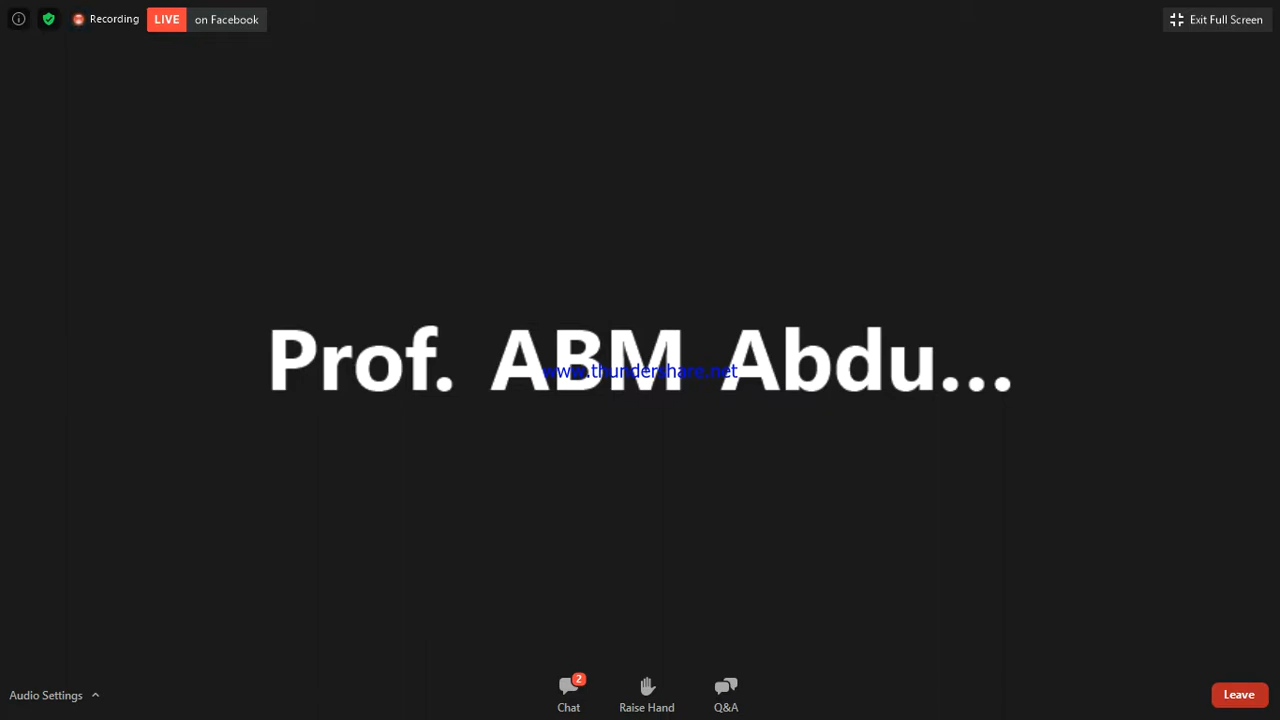 Recording LIVE on Facebook Exit Full Screen
Prof. ABM Abdu...
www.thundershare.net
2
Audio Settings Chat Raise Hand Q&A Leave